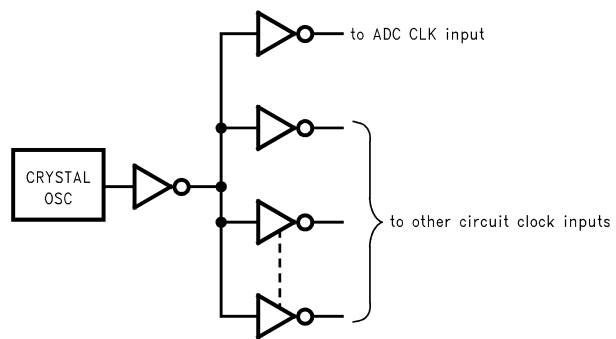 to ADC CLK input
CRYSTAL
OSC
to other circuit clock inputs